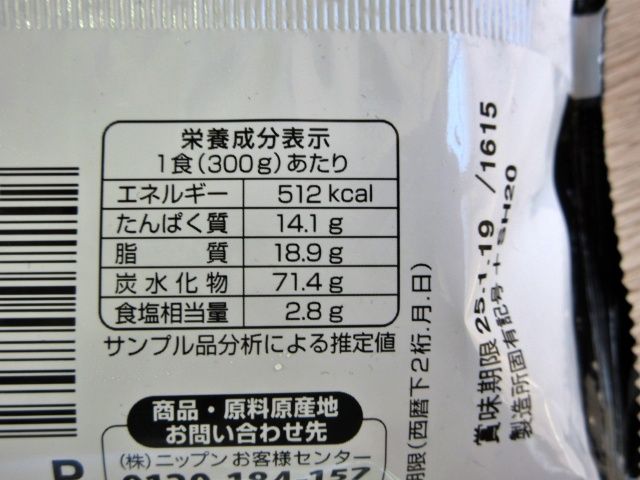 栄養成分表示
1食(300g)あたり
エネルギー 512 kcal
たんぱく質 14.1 g
脂質 18.9 g
炭水化物 71.4 g
食塩相当量 2.8 g
サンプル品分析による推定値
商品・原料原産地
お問い合わせ先
(株)ニップンお客様センター
0120-184-157
期限(西暦下2桁.月.日)
賞味期限 25.1.19 /1615
製造所固有記号 +SH20